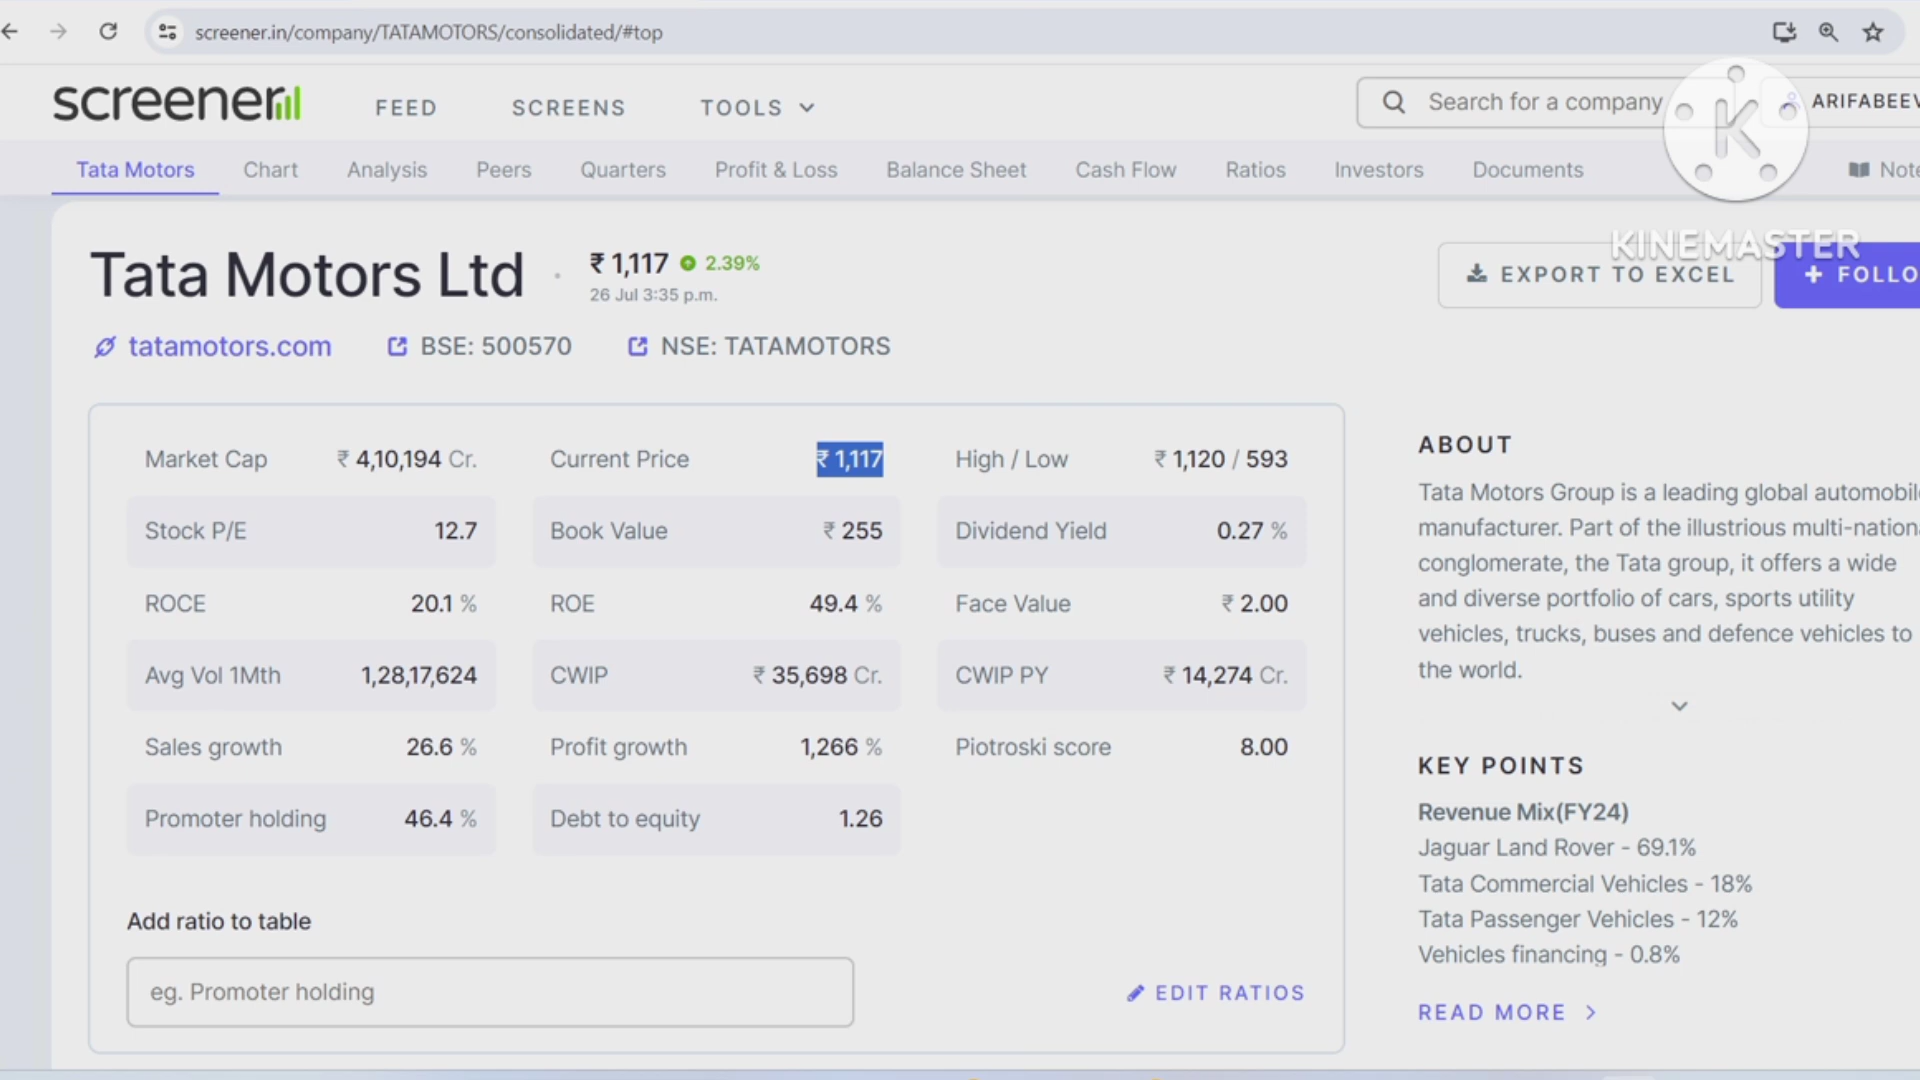 screener.in/company/TATAMOTORS/consolidated/#top
screener
FEED
SCREENS
TOOLS
Search for a company
ARIFABEEV
Tata Motors
Chart
Analysis
Peers
Quarters
Profit & Loss
Balance Sheet
Cash Flow
Ratios
Investors
Documents
Note
K
KINEMASTER
Tata Motors Ltd
₹ 1,117 2.39%
26 Jul 3:35 p.m.
EXPORT TO EXCEL
+ FOLLO
tatamotors.com
BSE: 500570
NSE: TATAMOTORS
Market Cap ₹ 4,10,194 Cr.
Current Price ₹ 1,117
High / Low ₹ 1,120 / 593
Stock P/E 12.7
Book Value ₹ 255
Dividend Yield 0.27 %
ROCE 20.1 %
ROE 49.4 %
Face Value ₹ 2.00
Avg Vol 1Mth 1,28,17,624
CWIP ₹ 35,698 Cr.
CWIP PY ₹ 14,274 Cr.
Sales growth 26.6 %
Profit growth 1,266 %
Piotroski score 8.00
Promoter holding 46.4 %
Debt to equity 1.26
Add ratio to table
eg. Promoter holding
EDIT RATIOS
ABOUT
Tata Motors Group is a leading global automobile
manufacturer. Part of the illustrious multi-nationa
conglomerate, the Tata group, it offers a wide
and diverse portfolio of cars, sports utility
vehicles, trucks, buses and defence vehicles to
the world.
KEY POINTS
Revenue Mix(FY24)
Jaguar Land Rover - 69.1%
Tata Commercial Vehicles - 18%
Tata Passenger Vehicles - 12%
Vehicles financing - 0.8%
READ MORE